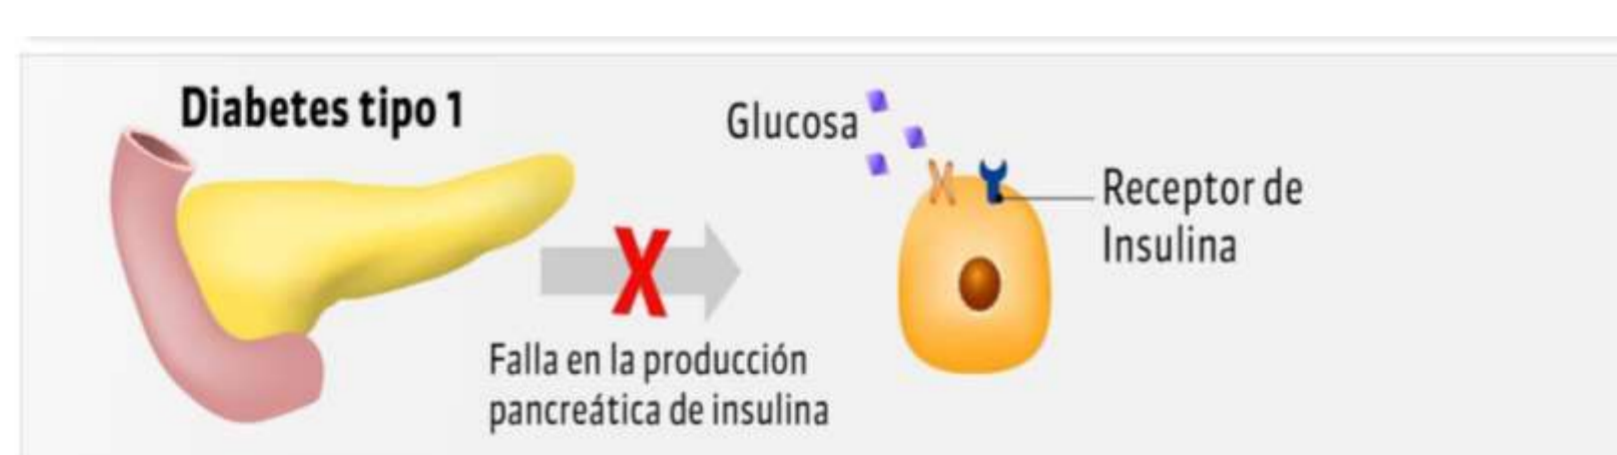 Diabetes tipo 1
Glucosa
Receptor de
Insulina
X
Falla en la producción
pancreática de insulina